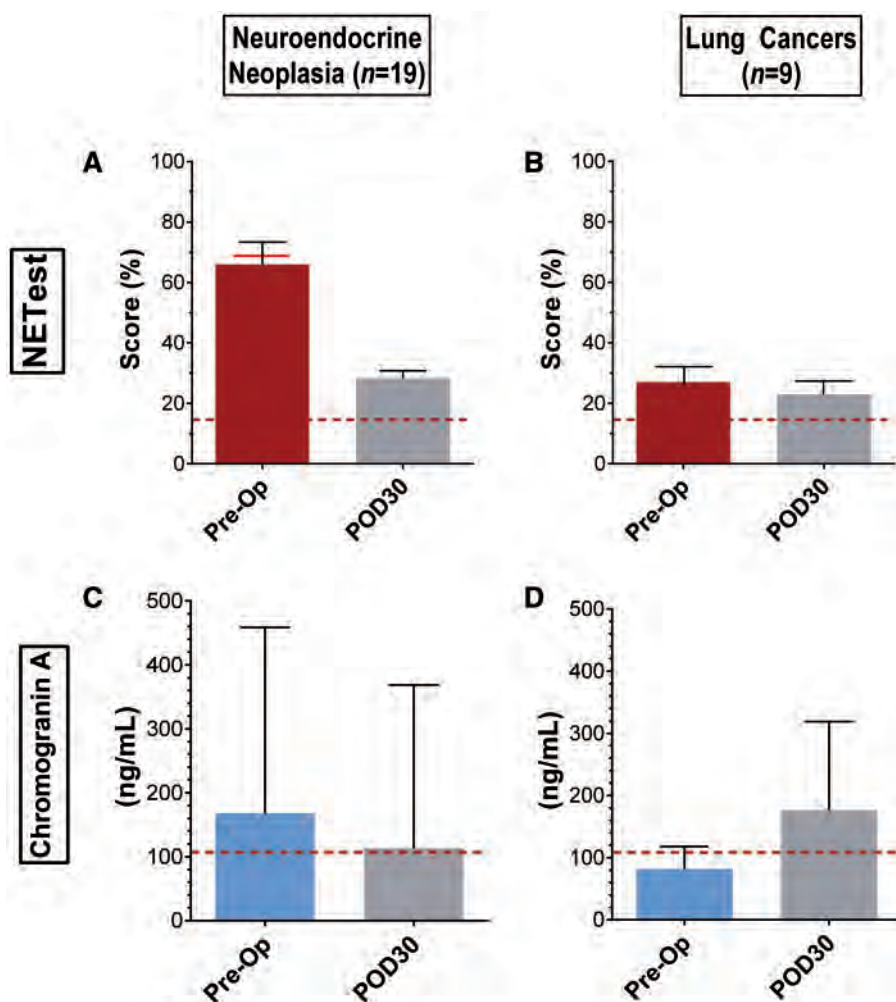 Neuroendocrine
Neoplasia (n=19)
Lung Cancers
(n=9)
NETest
A
Score (%)
100
80
60
40
20
0
Pre-Op
POD30
B
Score (%)
100
80
60
40
20
0
Pre-Op
POD30
Chromogranin A
C
(ng/mL)
500
400
300
200
100
0
Pre-Op
POD30
D
(ng/mL)
500
400
300
200
100
0
Pre-Op
POD30